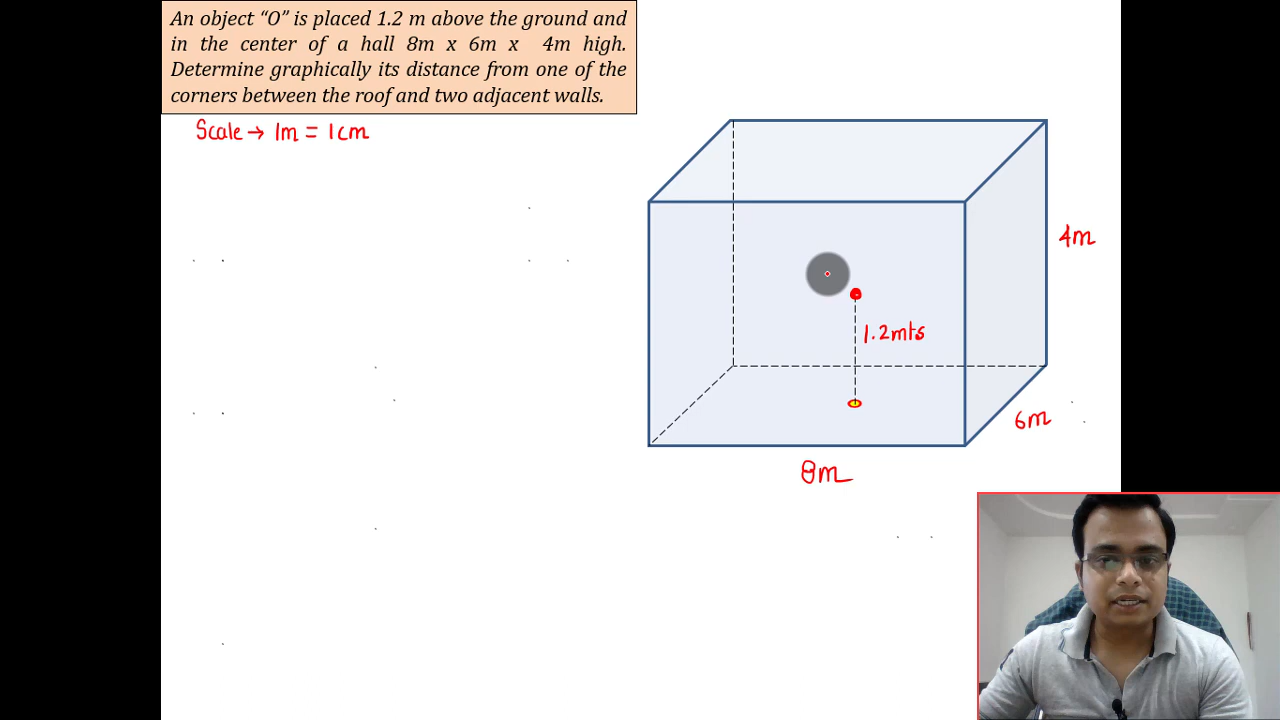 An object “O” is placed 1.2 m above the ground and
in the center of a hall 8m x 6m x 4m high.
Determine graphically its distance from one of the
corners between the roof and two adjacent walls.
Scale → 1m = 1cm
4m
1.2mts
6m
8m